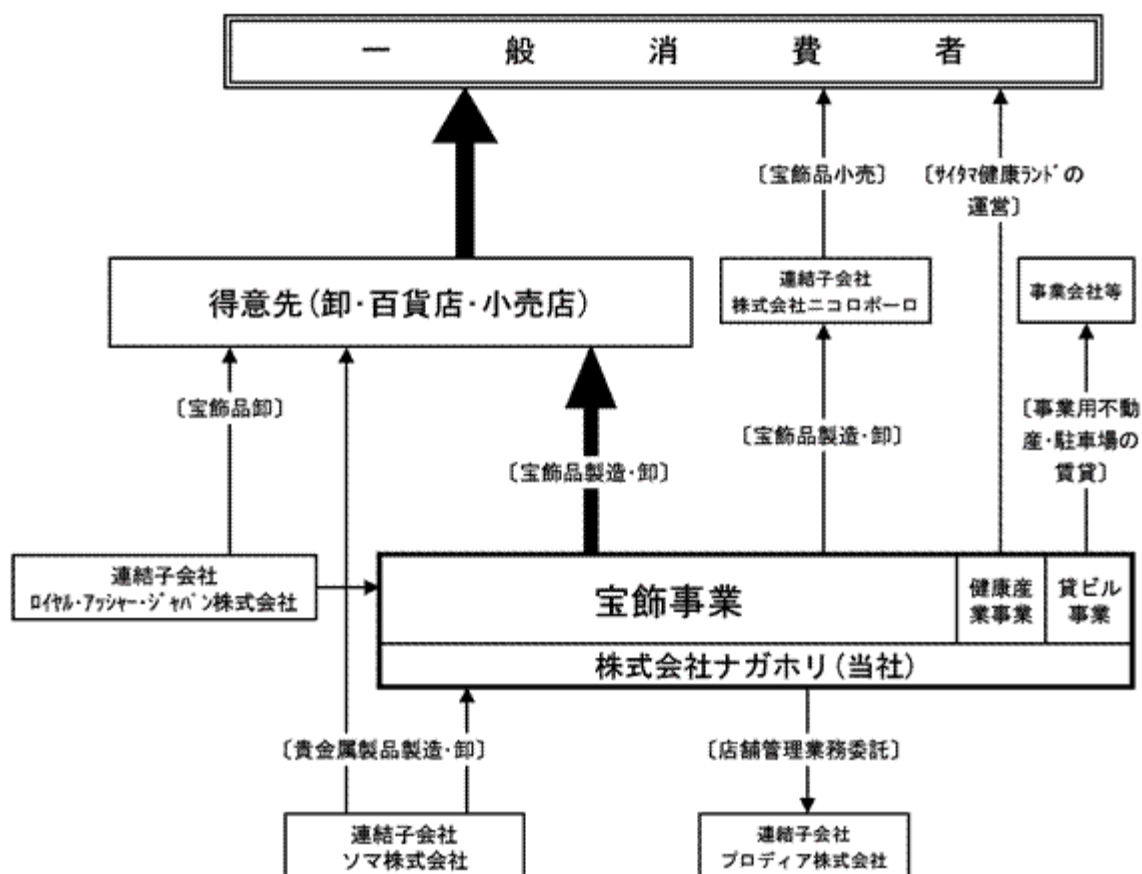 一般消費者
〔宝飾品小売〕
〔ｻｲﾀﾏ健康ﾗﾝﾄﾞの
運営〕
得意先(卸・百貨店・小売店)
連結子会社
株式会社ニコロポーロ
事業会社等
〔宝飾品卸〕
〔宝飾品製造・卸〕
〔宝飾品製造・卸〕
〔事業用不動
産・駐車場の
賃貸〕
連結子会社
ﾛｲﾔﾙ・ｱｯｼｬｰ・ｼﾞｬﾊﾟﾝ株式会社
宝飾事業
健康産
業事業
貸ビル
事業
株式会社ナガホリ(当社)
〔貴金属製品製造・卸〕
〔店舗管理業務委託〕
連結子会社
ソマ株式会社
連結子会社
プロディア株式会社